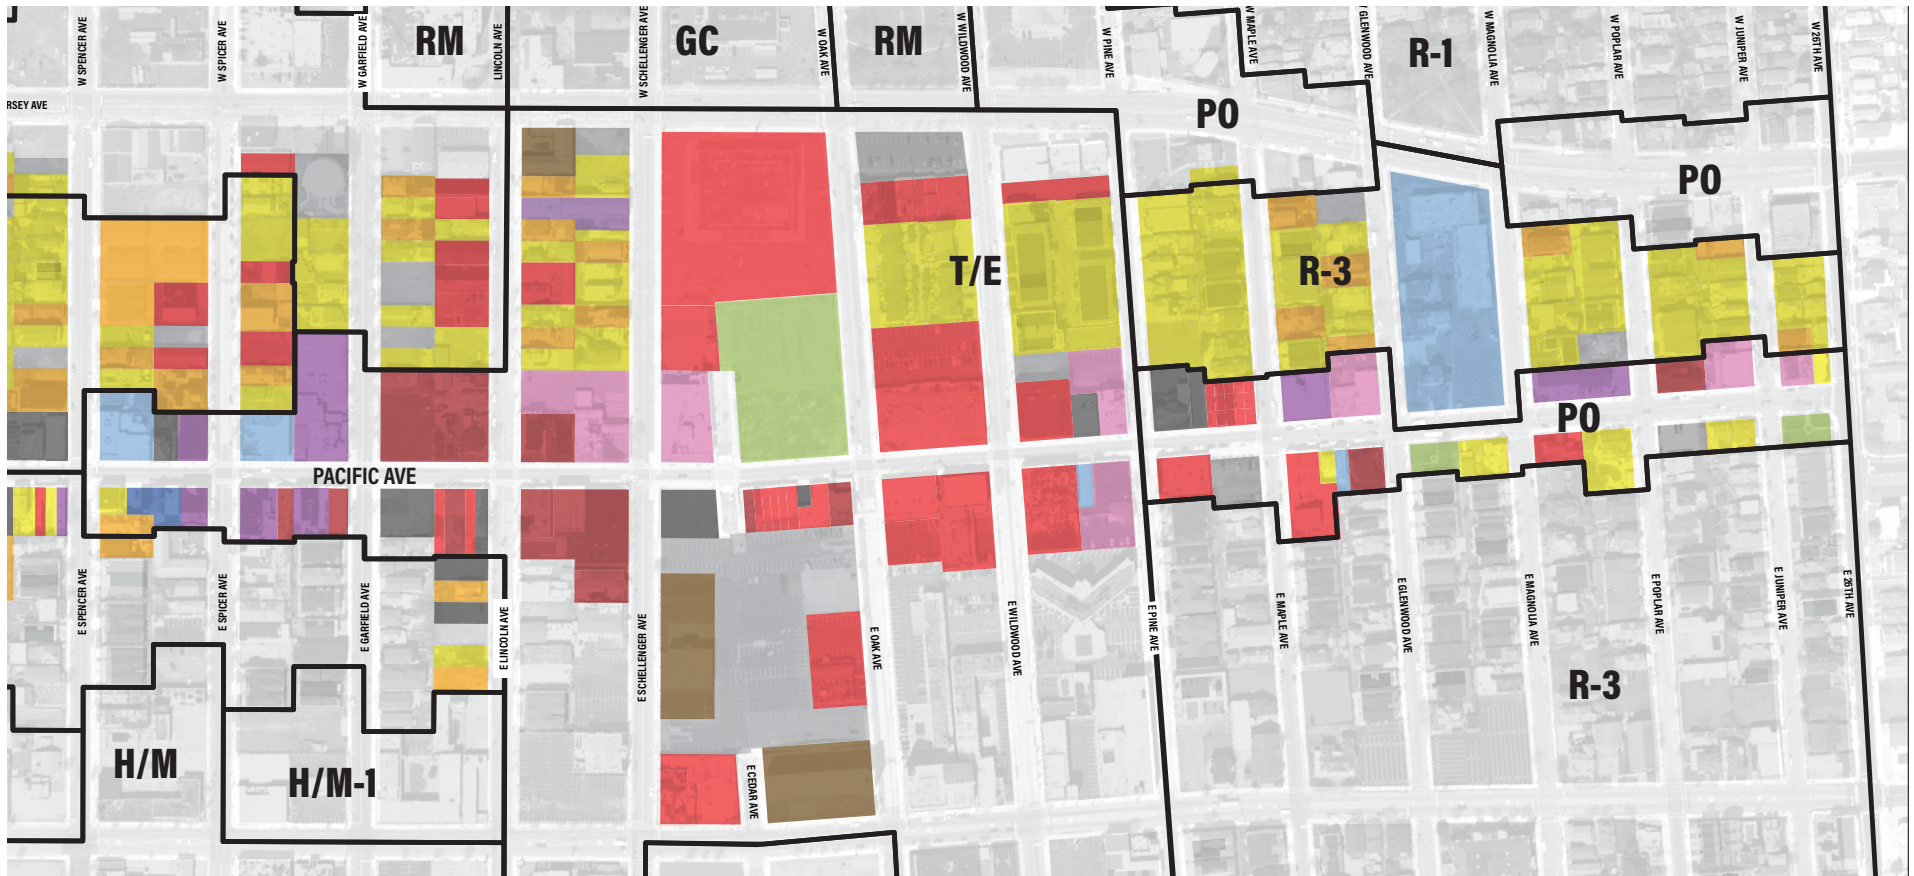 W SPENCER AVE
W SPICER AVE
W GARFIELD AVE
RM
LINCOLN AVE
W SCHELLENGER AVE
GC
W OAK AVE
RM
W WILDWOOD AVE
W PINE AVE
W MAPLE AVE
GLENWOOD AVE
R-1
W MAGNOLIA AVE
W POPLAR AVE
W JUNIPER AVE
W 26TH AVE
RSEY AVE
PO
PO
T/E
R-3
PO
PACIFIC AVE
E SPENCER AVE
E SPICER AVE
E GARFIELD AVE
E LINCOLN AVE
E SCHELLENGER AVE
E OAK AVE
E WILDWOOD AVE
E PINE AVE
E MAPLE AVE
E GLENWOOD AVE
E MAGNOLIA AVE
E POPLAR AVE
E JUNIPER AVE
E 26TH AVE
R-3
H/M
H/M-1
E CEDAR AVE